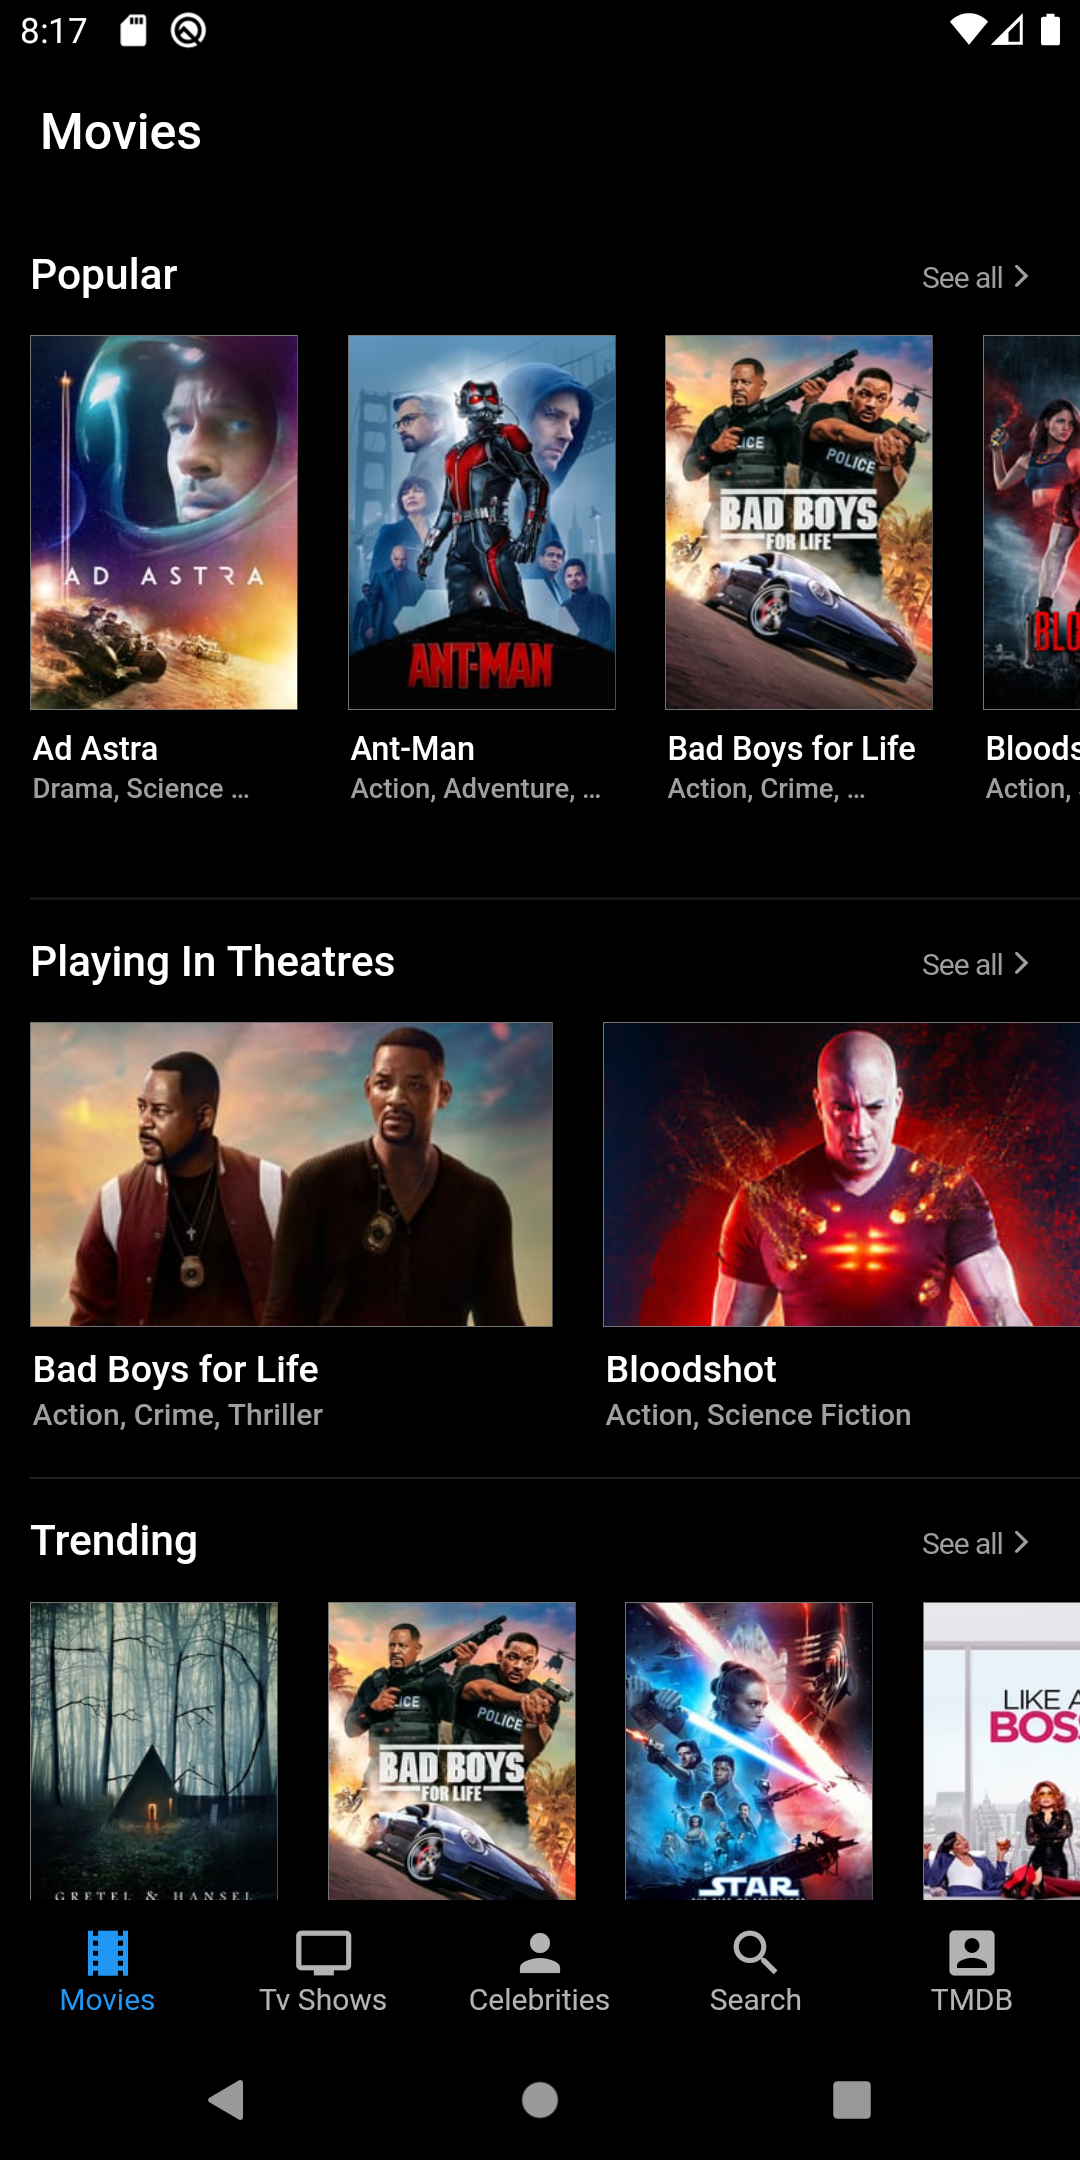 8:17
Movies
Popular
See all
AD ASTRA
ANT-MAN
POLICE
BAD BOYS
FOR LIFE
BLO
Ad Astra
Drama, Science ...
Ant-Man
Action, Adventure, ...
Bad Boys for Life
Action, Crime, ...
Bloods
Action,
Playing In Theatres
See all
Bad Boys for Life
Action, Crime, Thriller
Bloodshot
Action, Science Fiction
Trending
See all
GRETEL & HANSEL
POLICE
BAD BOYS
FOR LIFE
STAR
LIKE A
BOS
Movies
Tv Shows
Celebrities
Search
TMDB